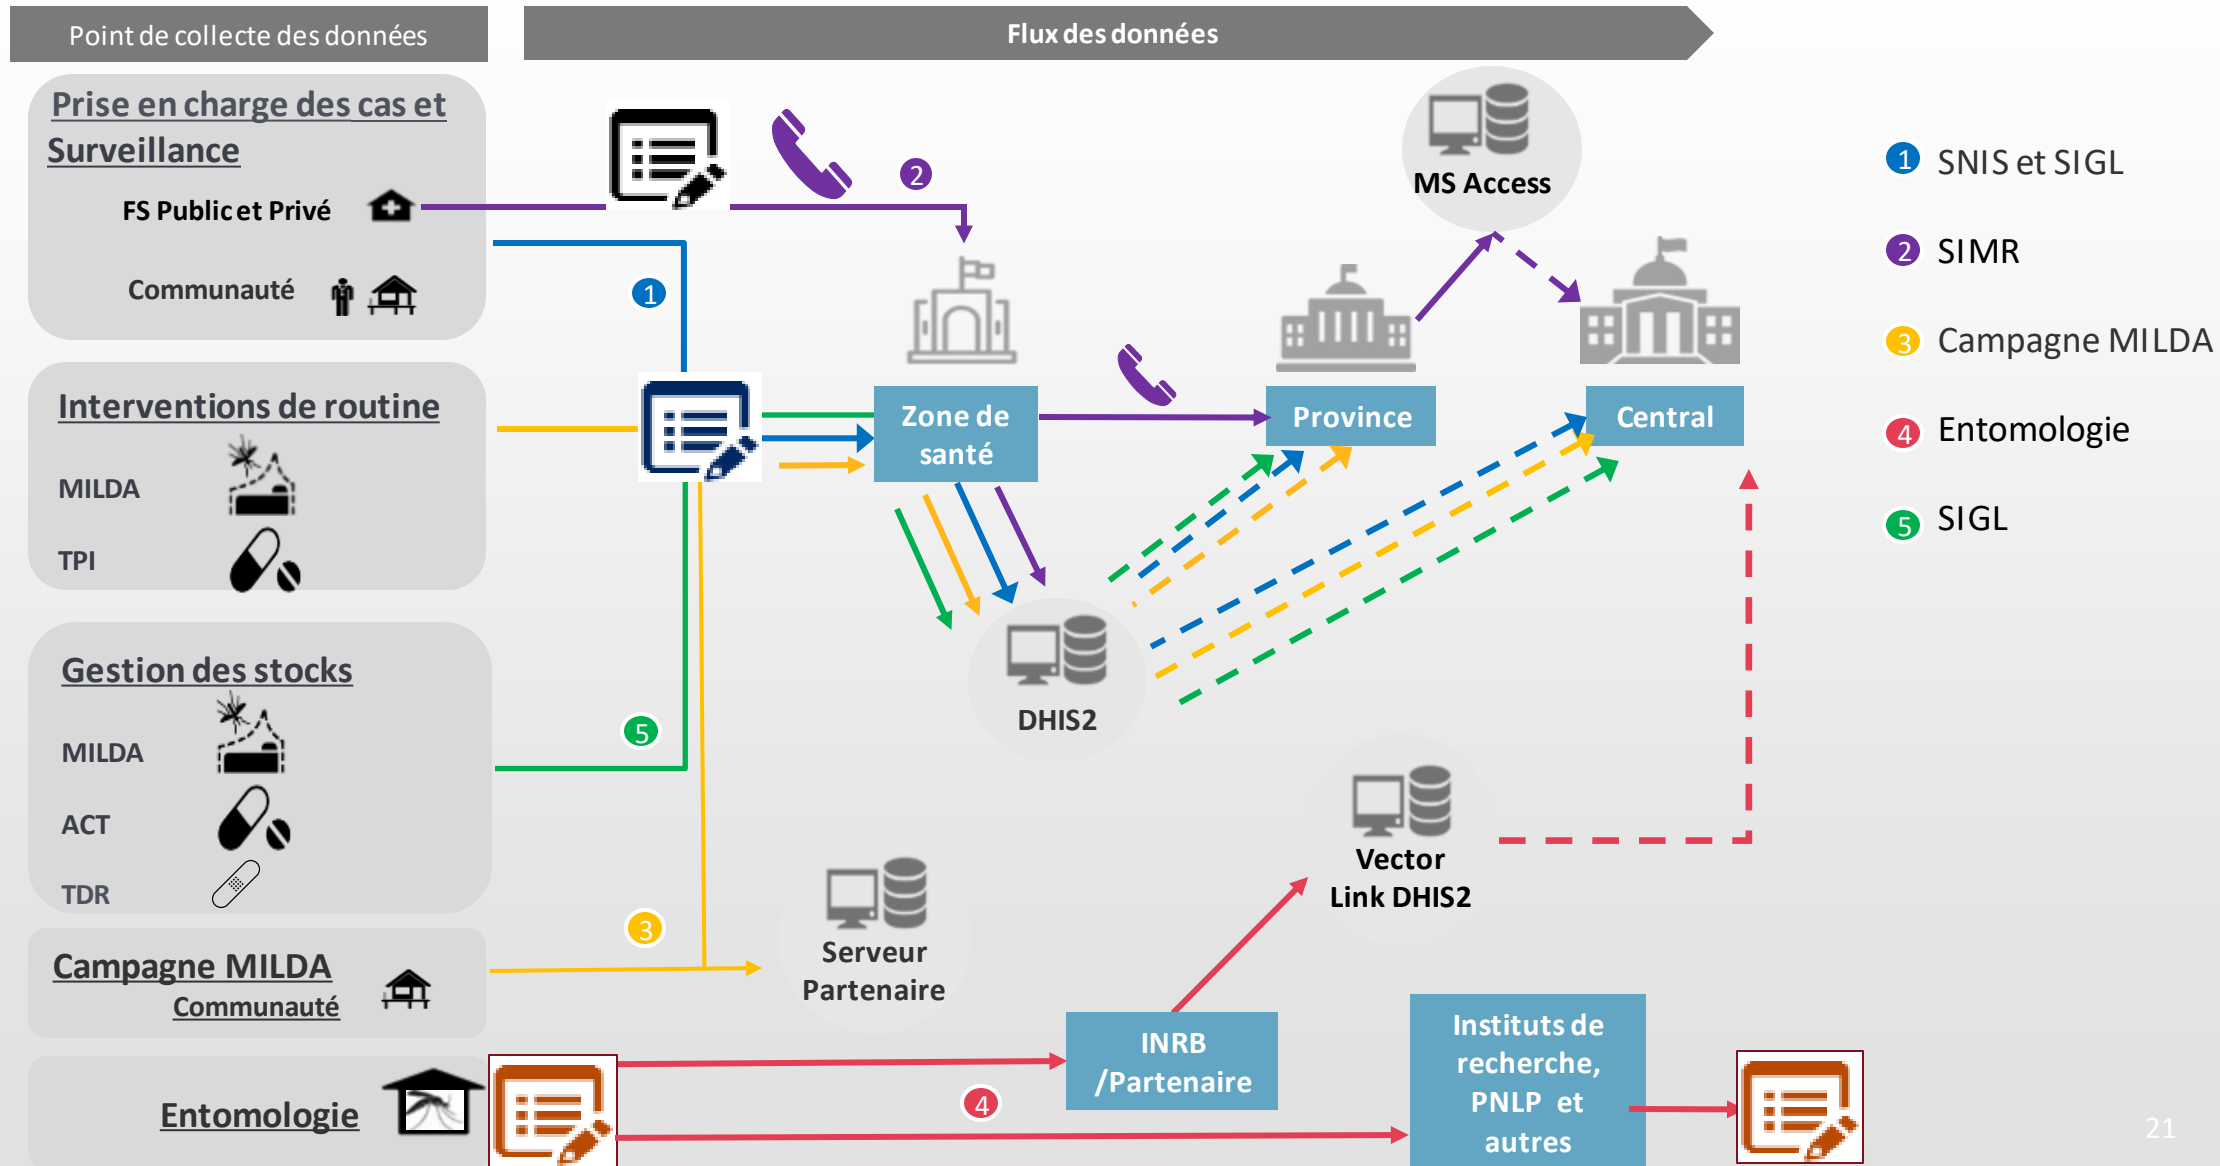 Point de collecte des données
Flux des données
Prise en charge des cas et
Surveillance
FS Public et Privé
Communauté
Interventions de routine
MILDA
TPI
Gestion des stocks
MILDA
ACT
TDR
Campagne MILDA
Communauté
Entomologie
2
1
5
3
4
MS Access
Zone de
santé
Province
Central
DHIS2
Serveur
Partenaire
Vector
Link DHIS2
INRB
/Partenaire
Instituts de
recherche,
PNLP et
autres
1 SNIS et SIGL
2 SIMR
3 Campagne MILDA
4 Entomologie
5 SIGL
21